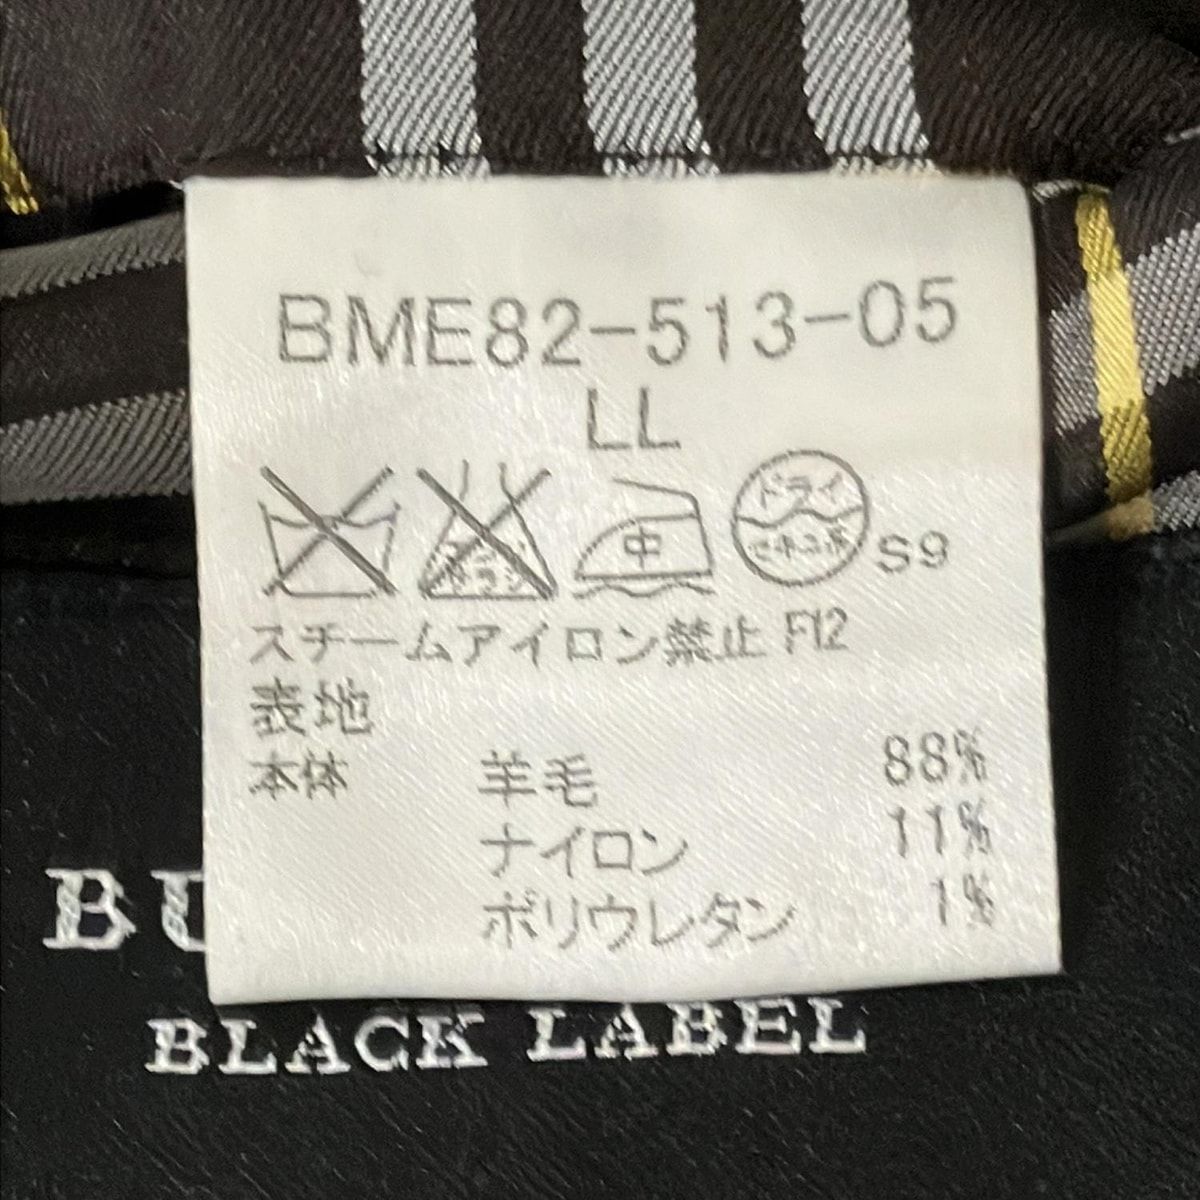 BME82-513-05
LL
中 ドライ
セキユ系 S9
スチームアイロン禁止 F12
表地
本体 羊毛 88%
ナイロン 11%
ポリウレタン 1%
BU
BLACK LABEL